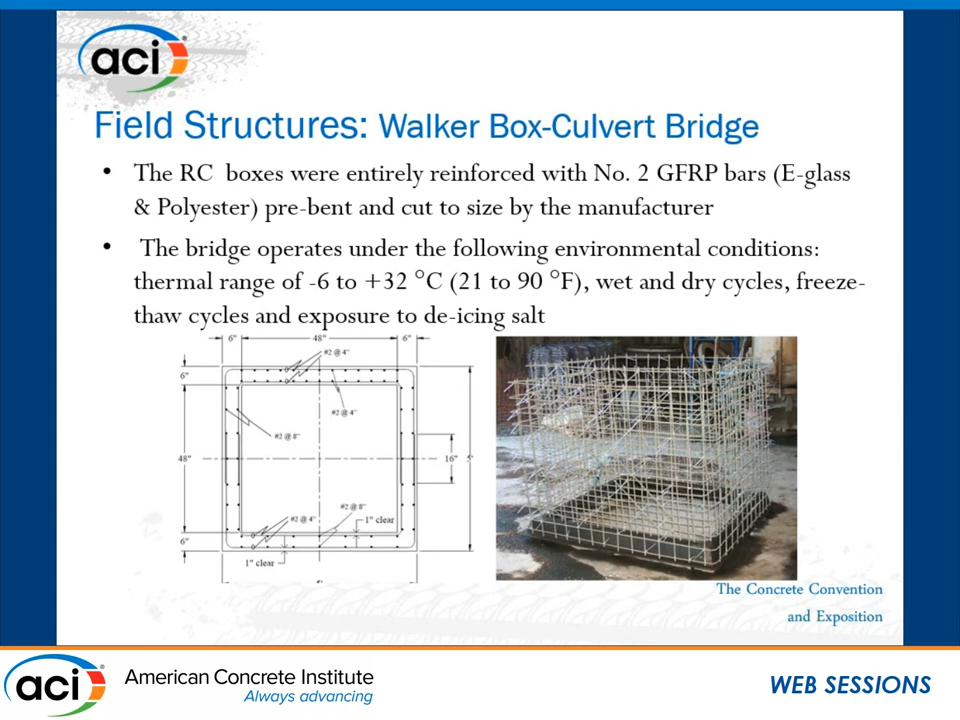 aci
Field Structures: Walker Box-Culvert Bridge
• The RC boxes were entirely reinforced with No. 2 GFRP bars (E-glass
& Polyester) pre-bent and cut to size by the manufacturer
• The bridge operates under the following environmental conditions:
thermal range of -6 to +32 °C (21 to 90 °F), wet and dry cycles, freeze-
thaw cycles and exposure to de-icing salt
6" 48" 6"
#2 @ 4"
6"
#2 @ 4"
#2 @ 8"
48"
16"
#2 @ 8"
#2 @ 4"
1" clear
6"
1" clear
The Concrete Convention
and Exposition
aci
American Concrete Institute
Always advancing
WEB SESSIONS